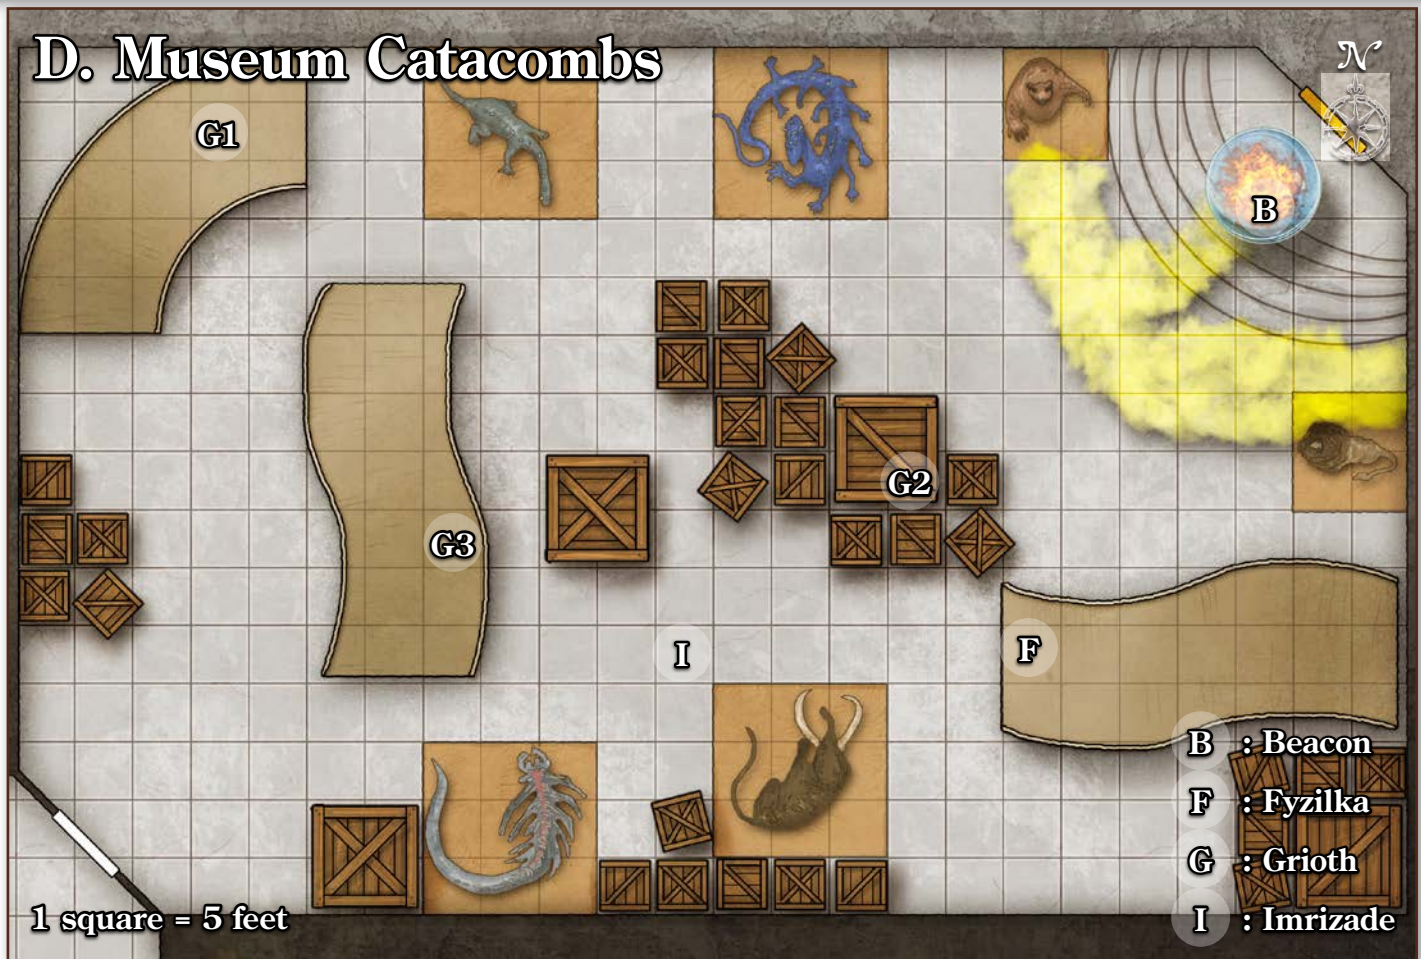 D. Museum Catacombs
N
G1
B
G2
G3
I
F
B : Beacon
F : Fyzilka
G : Grioth
I : Imrizade
1 square = 5 feet